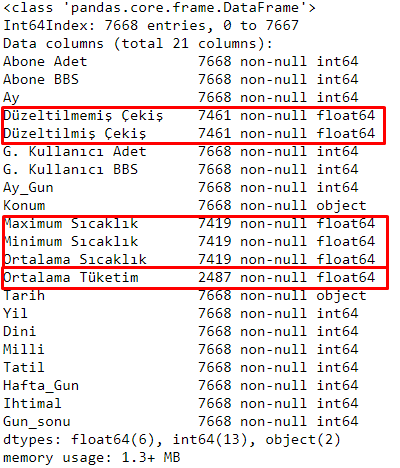 <class 'pandas.core.frame.DataFrame'>
Int64Index: 7668 entries, 0 to 7667
Data columns (total 21 columns):
Abone Adet 7668 non-null int64
Abone BBS 7668 non-null int64
Ay 7668 non-null int64
Düzeltilmemiş Çekiş 7461 non-null float64
Düzeltilmiş Çekiş 7461 non-null float64
G. Kullanıcı Adet 7668 non-null int64
G. Kullanıcı BBS 7668 non-null int64
Ay_Gun 7668 non-null int64
Konum 7668 non-null object
Maximum Sıcaklık 7419 non-null float64
Minimum Sıcaklık 7419 non-null float64
Ortalama Sıcaklık 7419 non-null float64
Ortalama Tüketim 2487 non-null float64
Tarih 7668 non-null object
Yil 7668 non-null int64
Dini 7668 non-null int64
Milli 7668 non-null int64
Tatil 7668 non-null int64
Hafta_Gun 7668 non-null int64
Ihtimal 7668 non-null int64
Gun_sonu 7668 non-null int64
dtypes: float64(6), int64(13), object(2)
memory usage: 1.3+ MB